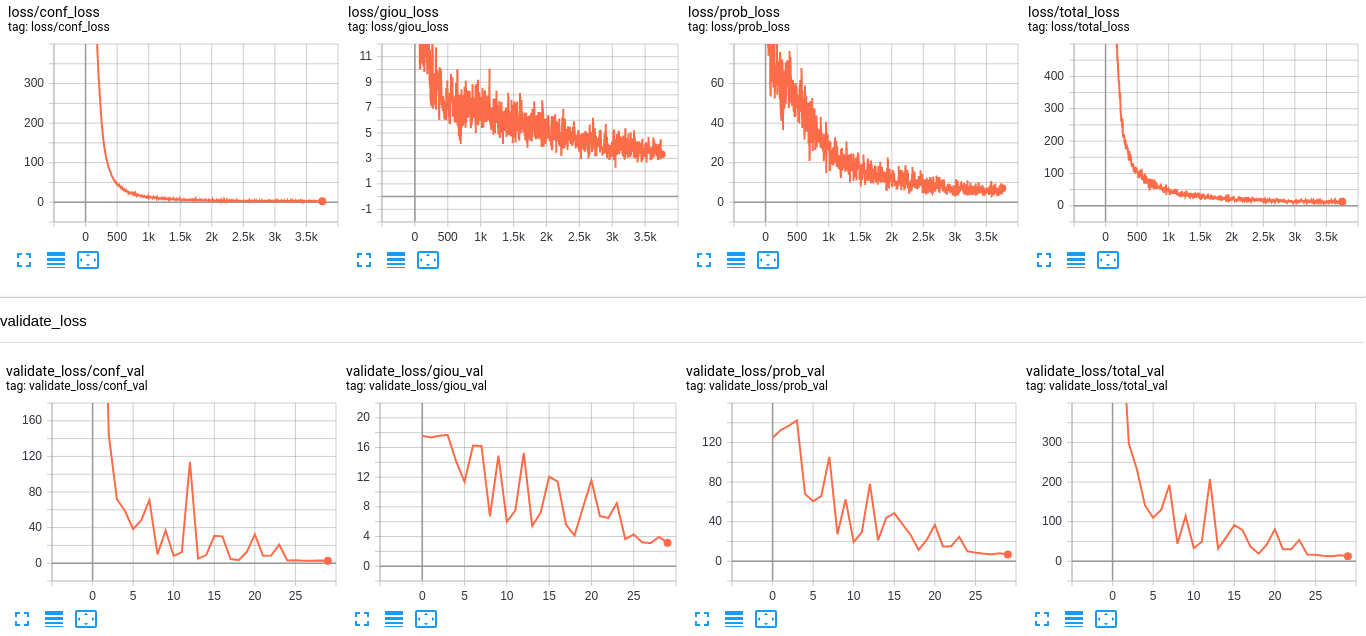 loss/conf_loss
tag: loss/conf_loss
300
200
100
0
0 500 1k 1.5k 2k 2.5k 3k 3.5k
loss/giou_loss
tag: loss/giou_loss
11
9
7
5
3
1
-1
0 500 1k 1.5k 2k 2.5k 3k 3.5k
loss/prob_loss
tag: loss/prob_loss
60
40
20
0
0 500 1k 1.5k 2k 2.5k 3k 3.5k
loss/total_loss
tag: loss/total_loss
400
300
200
100
0
0 500 1k 1.5k 2k 2.5k 3k 3.5k
validate_loss
validate_loss/conf_val
tag: validate_loss/conf_val
160
120
80
40
0
0 5 10 15 20 25
validate_loss/giou_val
tag: validate_loss/giou_val
20
16
12
8
4
0
0 5 10 15 20 25
validate_loss/prob_val
tag: validate_loss/prob_val
120
80
40
0
0 5 10 15 20 25
validate_loss/total_val
tag: validate_loss/total_val
300
200
100
0
0 5 10 15 20 25